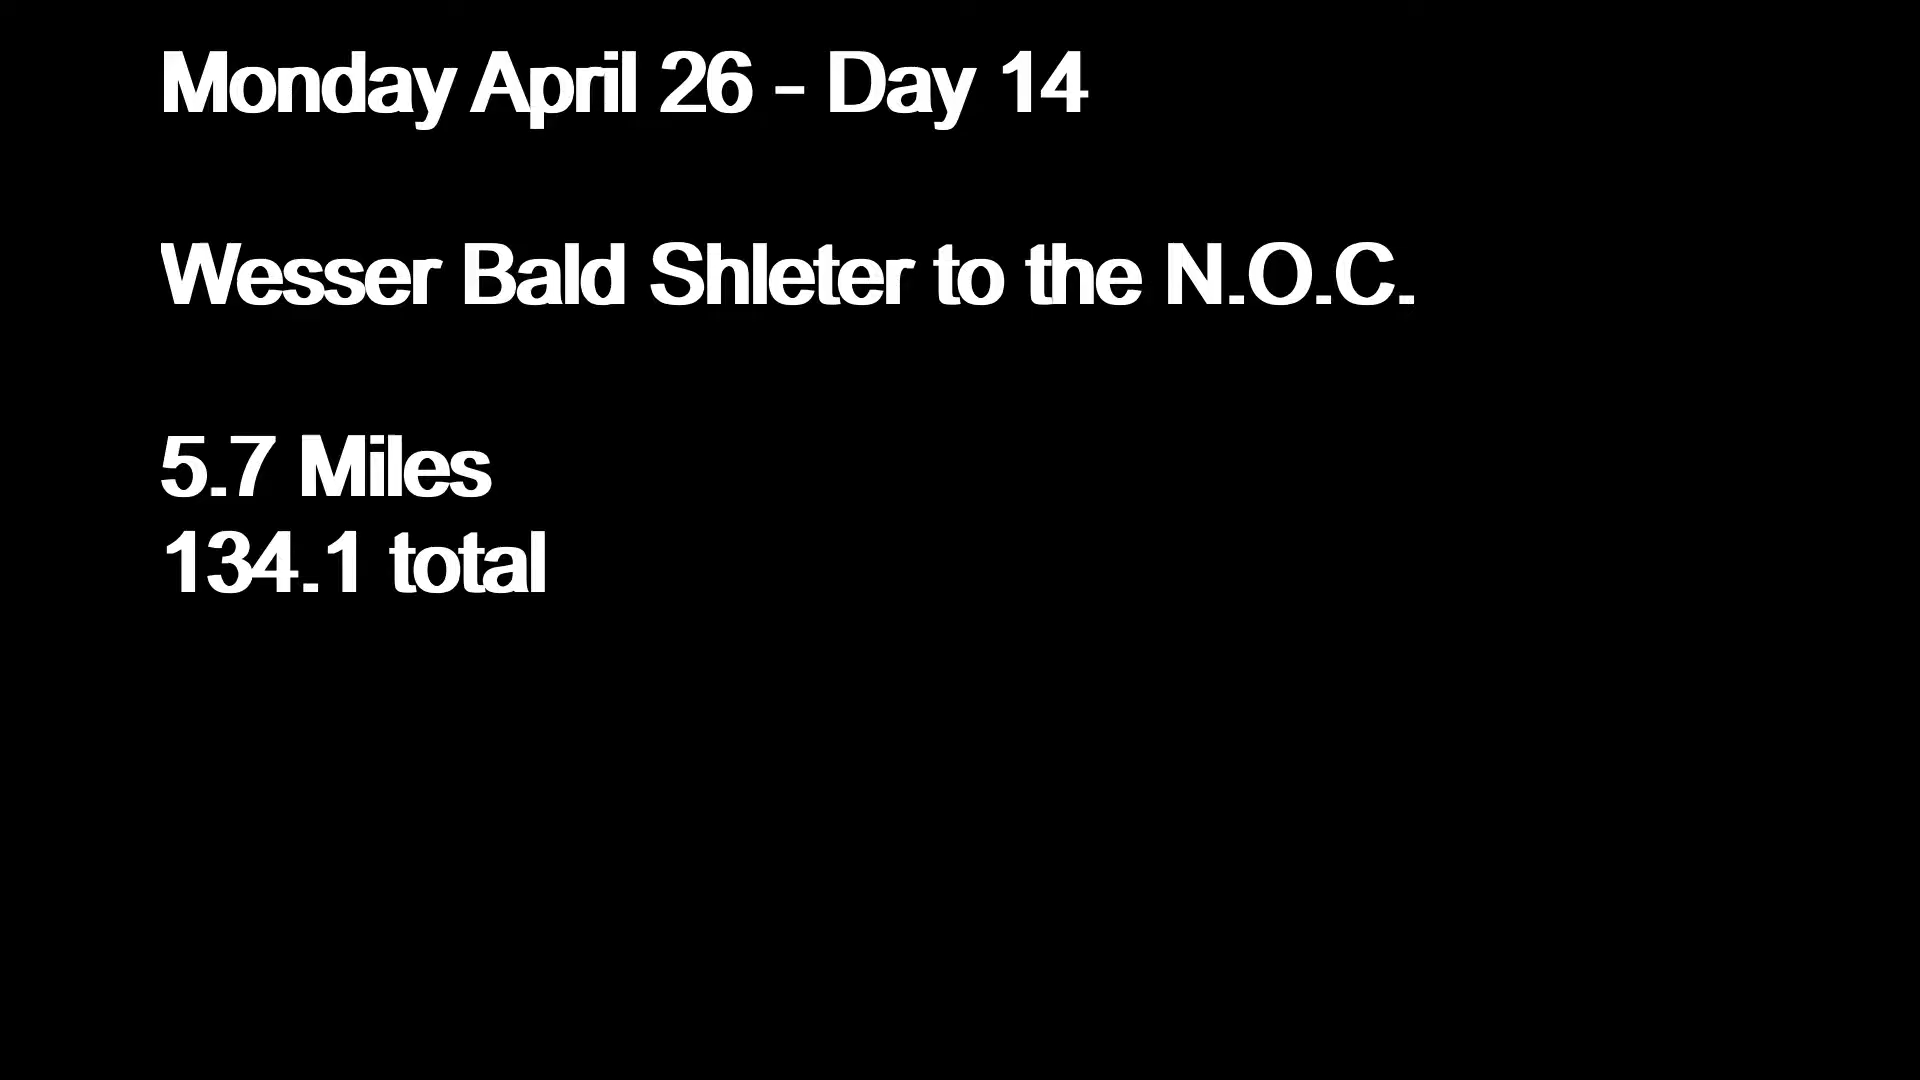 Monday April 26 - Day 14
Wesser Bald Shleter to the N.O.C.
5.7 Miles
134.1 total